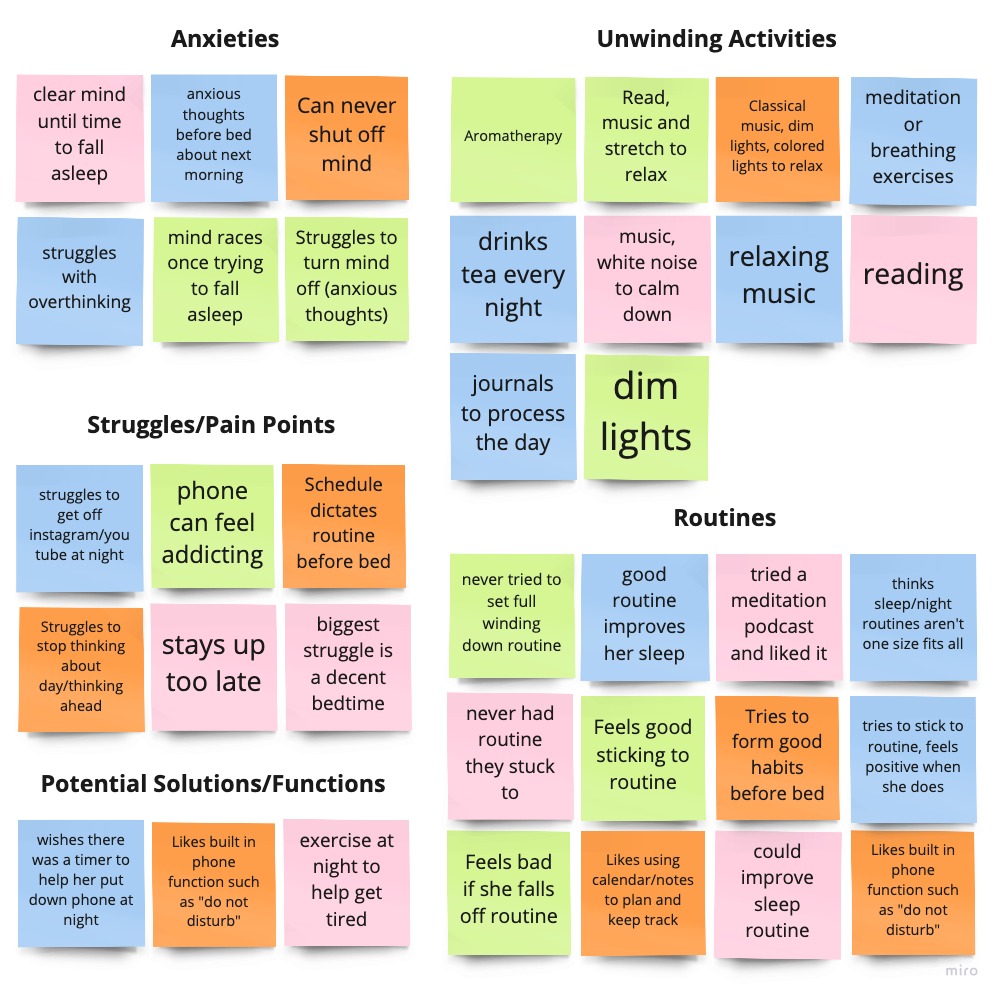 Anxieties
clear mind
until time
to fall
asleep
anxious
thoughts
before bed
about next
morning
Can never
shut off
mind
struggles
with
overthinking
mind races
once trying
to fall
asleep
Struggles to
turn mind
off (anxious
thoughts)
Struggles/Pain Points
struggles to
get off
instagram/you
tube at night
phone
can feel
addicting
Schedule
dictates
routine
before bed
Struggles to
stop thinking
about
day/thinking
ahead
stays up
too late
biggest
struggle is
a decent
bedtime
Potential Solutions/Functions
wishes there
was a timer to
help her put
down phone at
night
Likes built in
phone
function such
as "do not
disturb"
exercise at
night to
help get
tired
Unwinding Activities
Aromatherapy
Read,
music and
stretch to
relax
Classical
music, dim
lights, colored
lights to relax
meditation
or
breathing
exercises
drinks
tea every
night
music,
white noise
to calm
down
relaxing
music
reading
journals
to process
the day
dim
lights
Routines
never tried to
set full
winding
down routine
good
routine
improves
her sleep
tried a
meditation
podcast
and liked it
thinks
sleep/night
routines aren't
one size fits all
never had
routine
they stuck
to
Feels good
sticking to
routine
Tries to
form good
habits
before bed
tries to stick to
routine, feels
positive when
she does
Feels bad
if she falls
off routine
Likes using
calendar/notes
to plan and
keep track
could
improve
sleep
routine
Likes built in
phone
function such
as "do not
disturb"
miro